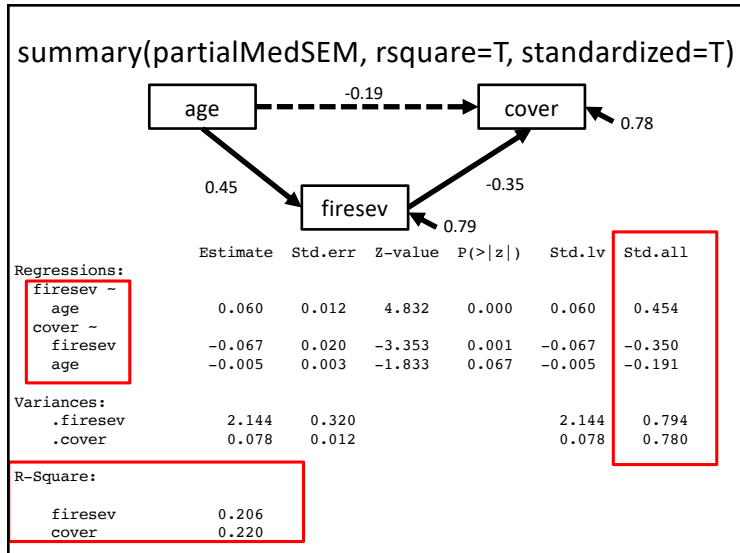 summary(partialMedSEM, rsquare=T, standardized=T)
-0.19
age
cover
0.78
0.45
-0.35
firesev
0.79
Estimate Std.err Z-value P(>|z|) Std.lv Std.all
Regressions:
firesev ~
age 0.060 0.012 4.832 0.000 0.060 0.454
cover ~
firesev -0.067 0.020 -3.353 0.001 -0.067 -0.350
age -0.005 0.003 -1.833 0.067 -0.005 -0.191
Variances:
.firesev 2.144 0.320 2.144 0.794
.cover 0.078 0.012 0.078 0.780
R-Square:
firesev 0.206
cover 0.220